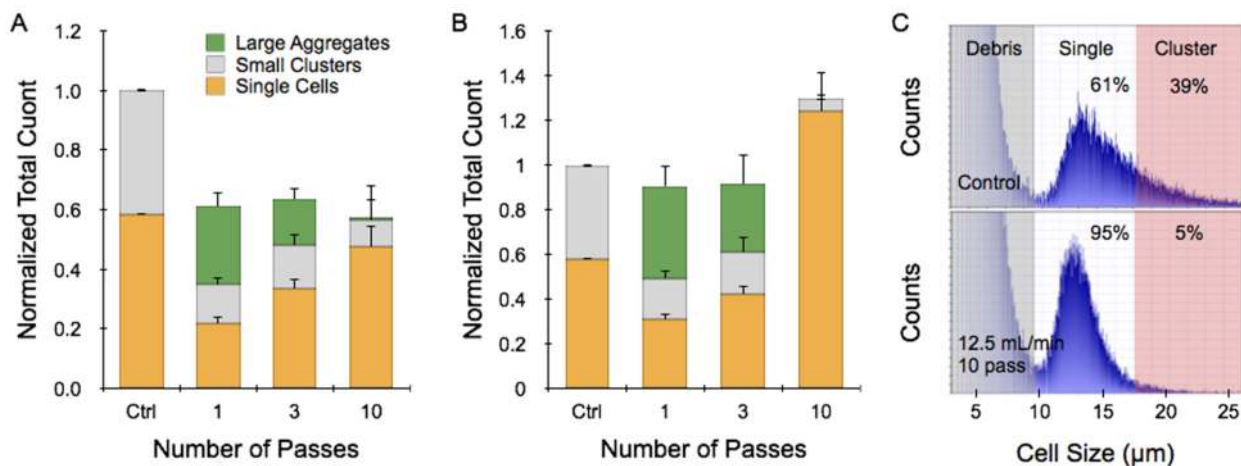 A
1.2
1.0
0.8
0.6
0.4
0.2
0.0
Normalized Total Cuont
Large Aggregates
Small Clusters
Single Cells
Ctrl 1 3 10
Number of Passes
B
1.6
1.4
1.2
1
0.8
0.6
0.4
0.2
0
Normalized Total Cuont
Ctrl 1 3 10
Number of Passes
C
Debris Single Cluster
61% 39%
Control
Counts
95% 5%
12.5 mL/min
10 pass
Counts
5 10 15 20 25
Cell Size (μm)